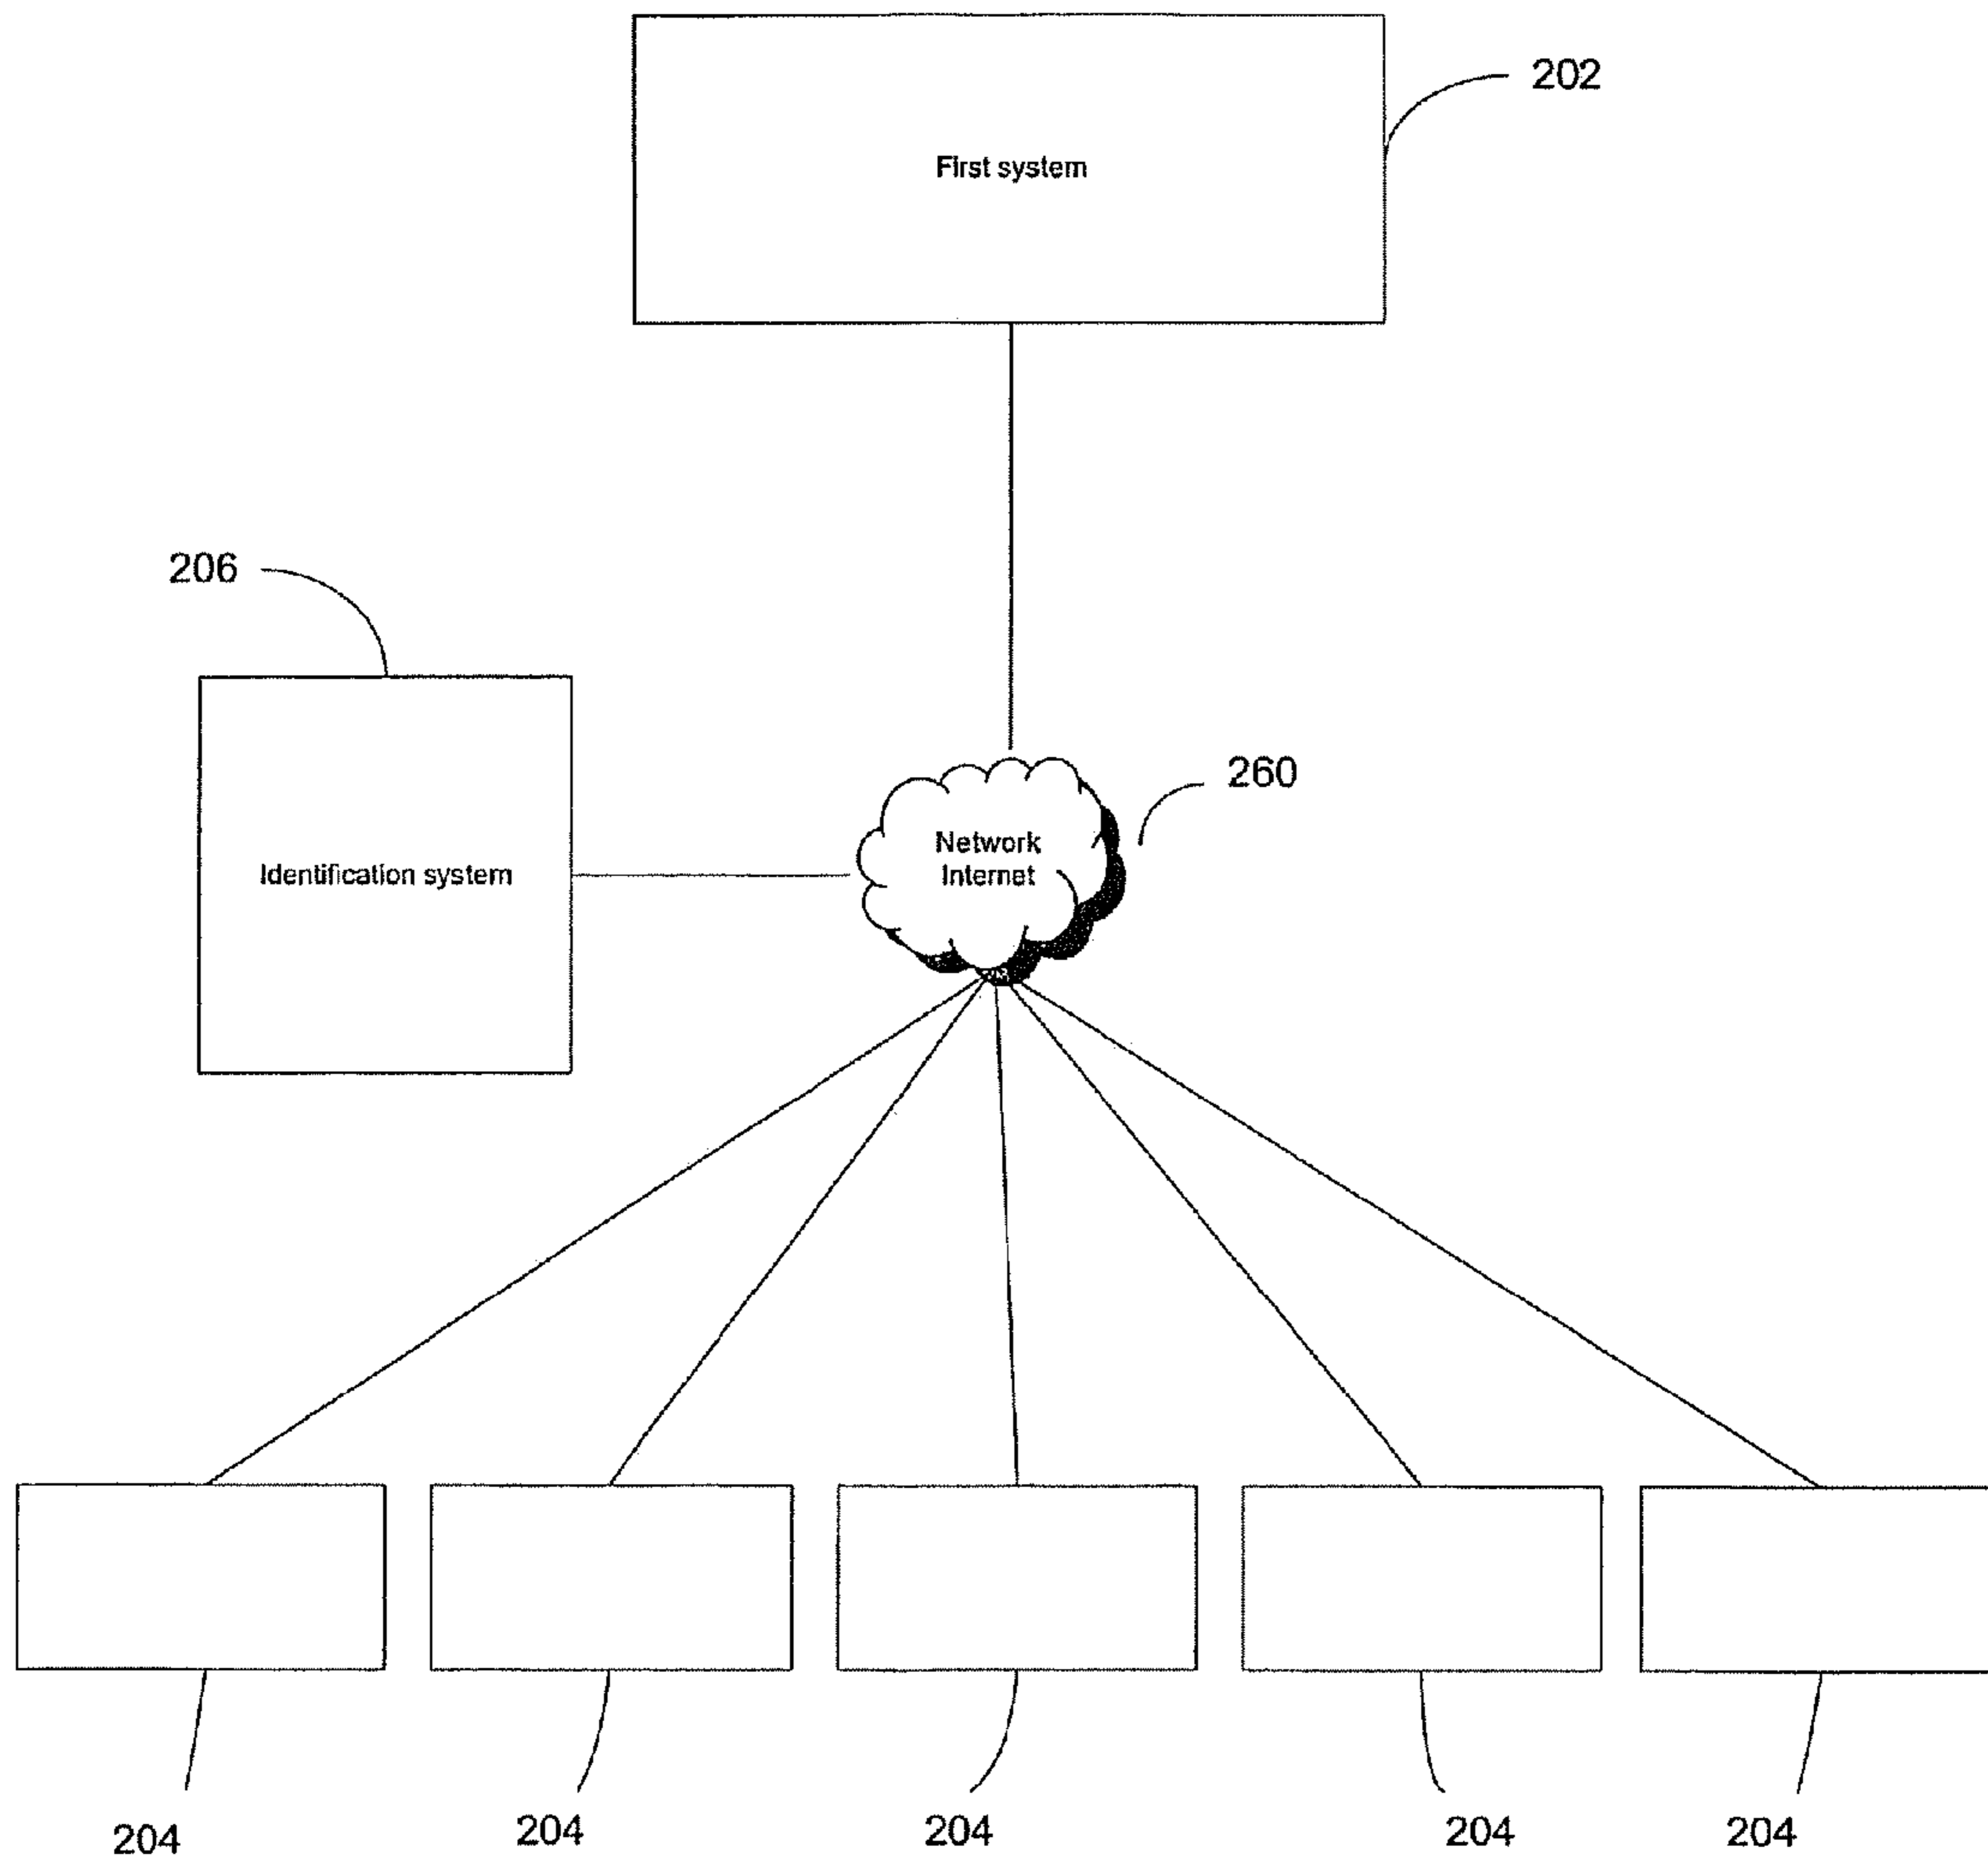 202
First system
206
260
Network
Internet
Identification system
204
204
204
204
204